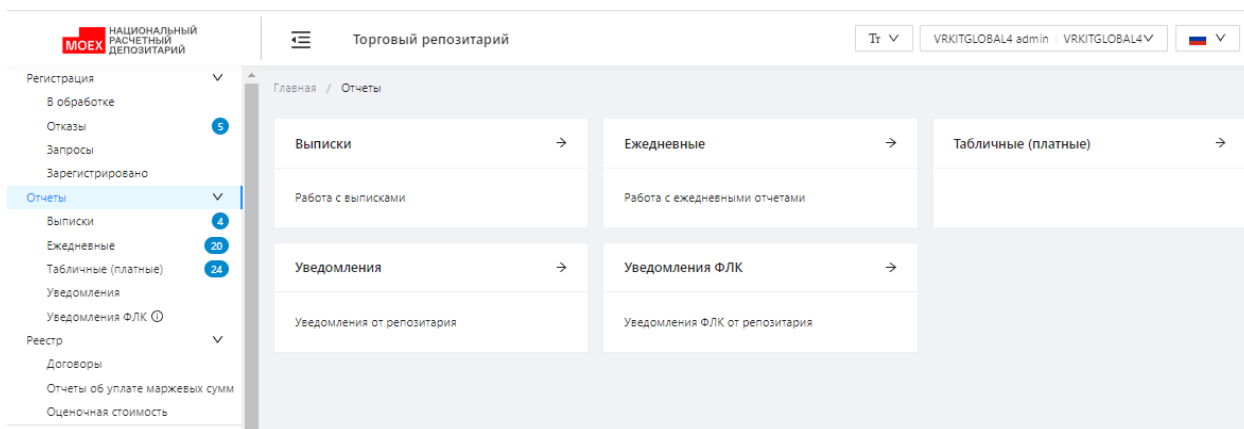 MOEX
НАЦИОНАЛЬНЫЙ
РАСЧЕТНЫЙ
ДЕПОЗИТАРИЙ
Торговый репозитарий
Tr
VRKITGLOBAL4 admin | VRKITGLOBAL4
Регистрация
В обработке
Отказы 5
Запросы
Зарегистрировано
Отчеты
Выписки 4
Ежедневные 20
Табличные (платные) 24
Уведомления
Уведомления ФЛК
Реестр
Договоры
Отчеты об уплате маржевых сумм
Оценочная стоимость
Главная / Отчеты
Выписки →
Работа с выписками
Ежедневные →
Работа с ежедневными отчетами
Табличные (платные) →
Уведомления →
Уведомления от репозитария
Уведомления ФЛК →
Уведомления ФЛК от репозитария